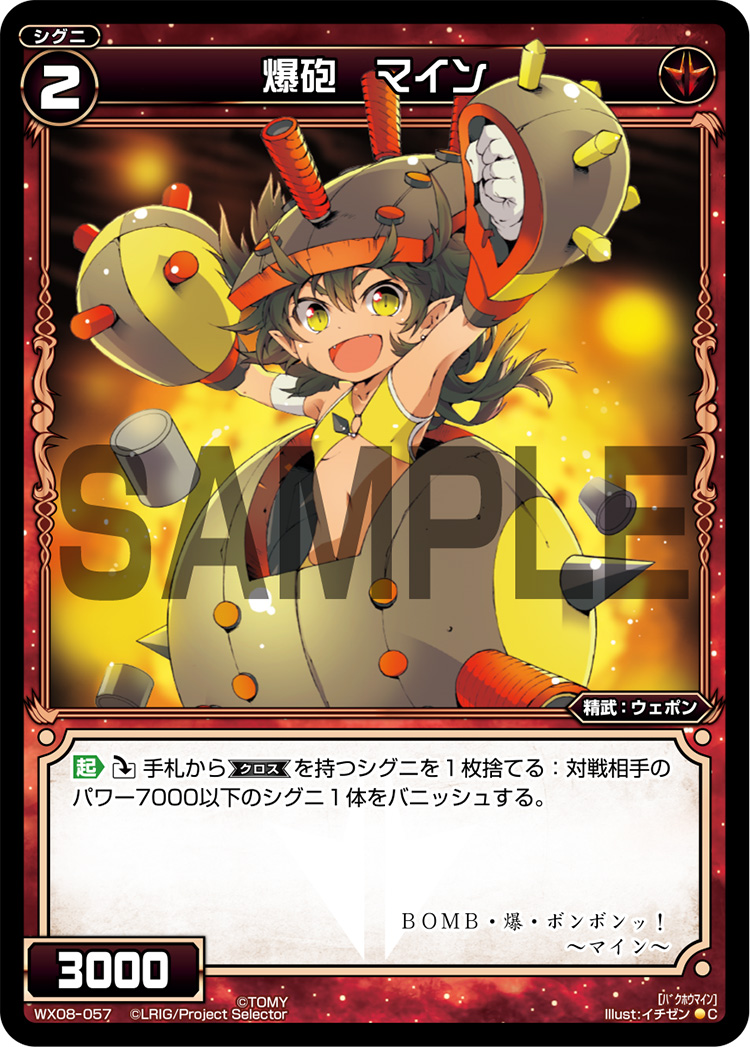 シグニ
2
爆砲　マイン
SAMPLE
精武：ウェポン
起 手札から クロス を持つシグニを１枚捨てる：対戦相手の
パワー7000以下のシグニ１体をバニッシュする。
ＢＯＭＢ・爆・ボンボンッ！
～マイン～
3000
WX08-057 ©LRIG/Project Selector
©TOMY
[ﾊﾞｸﾎｳﾏｲﾝ]
Illust:イチゼン C